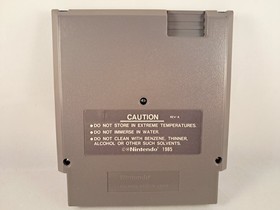 CAUTION
REV-A
●DO NOT STORE IN EXTREME TEMPERATURES.
●DO NOT IMMERSE IN WATER.
●DO NOT CLEAN WITH BENZENE, THINNER,
ALCOHOL OR OTHER SUCH SOLVENTS.
©®Nintendo® 1985